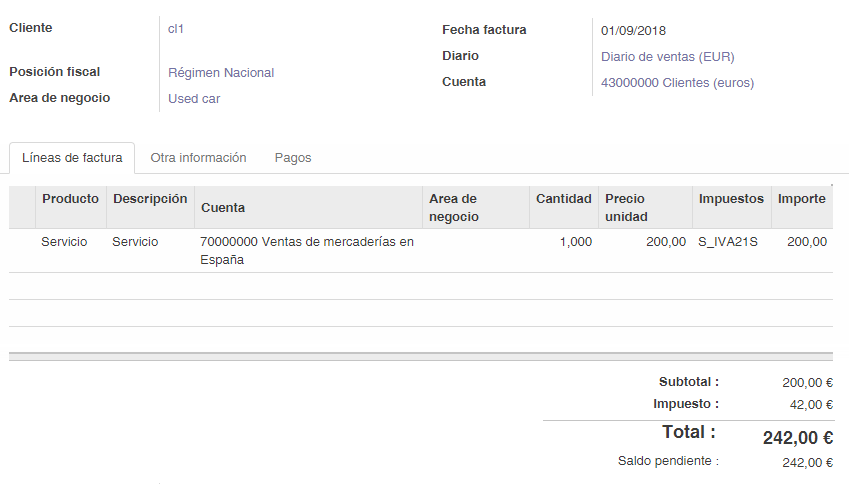 Cliente cl1
Fecha factura 01/09/2018
Diario Diario de ventas (EUR)
Posición fiscal Régimen Nacional
Cuenta 43000000 Clientes (euros)
Area de negocio Used car
Líneas de factura Otra información Pagos
Producto Descripción Cuenta Area de negocio Cantidad Precio unidad Impuestos Importe
Servicio Servicio 70000000 Ventas de mercaderías en España 1,000 200,00 S_IVA21S 200,00
Subtotal : 200,00 €
Impuesto : 42,00 €
Total : 242,00 €
Saldo pendiente : 242,00 €